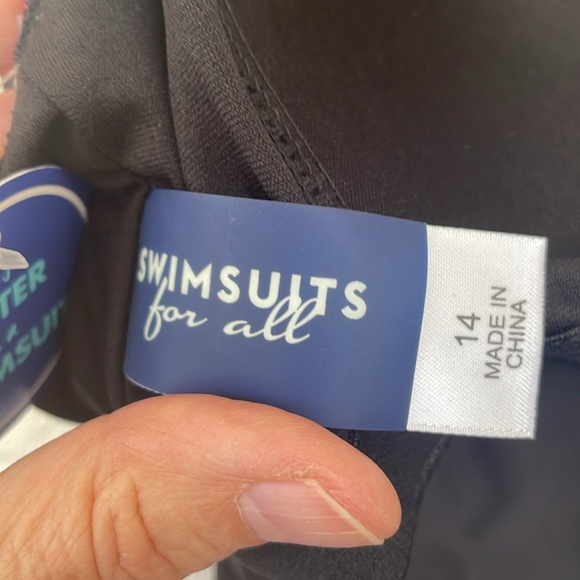 SWIMSUITS
for all
14
MADE IN
CHINA